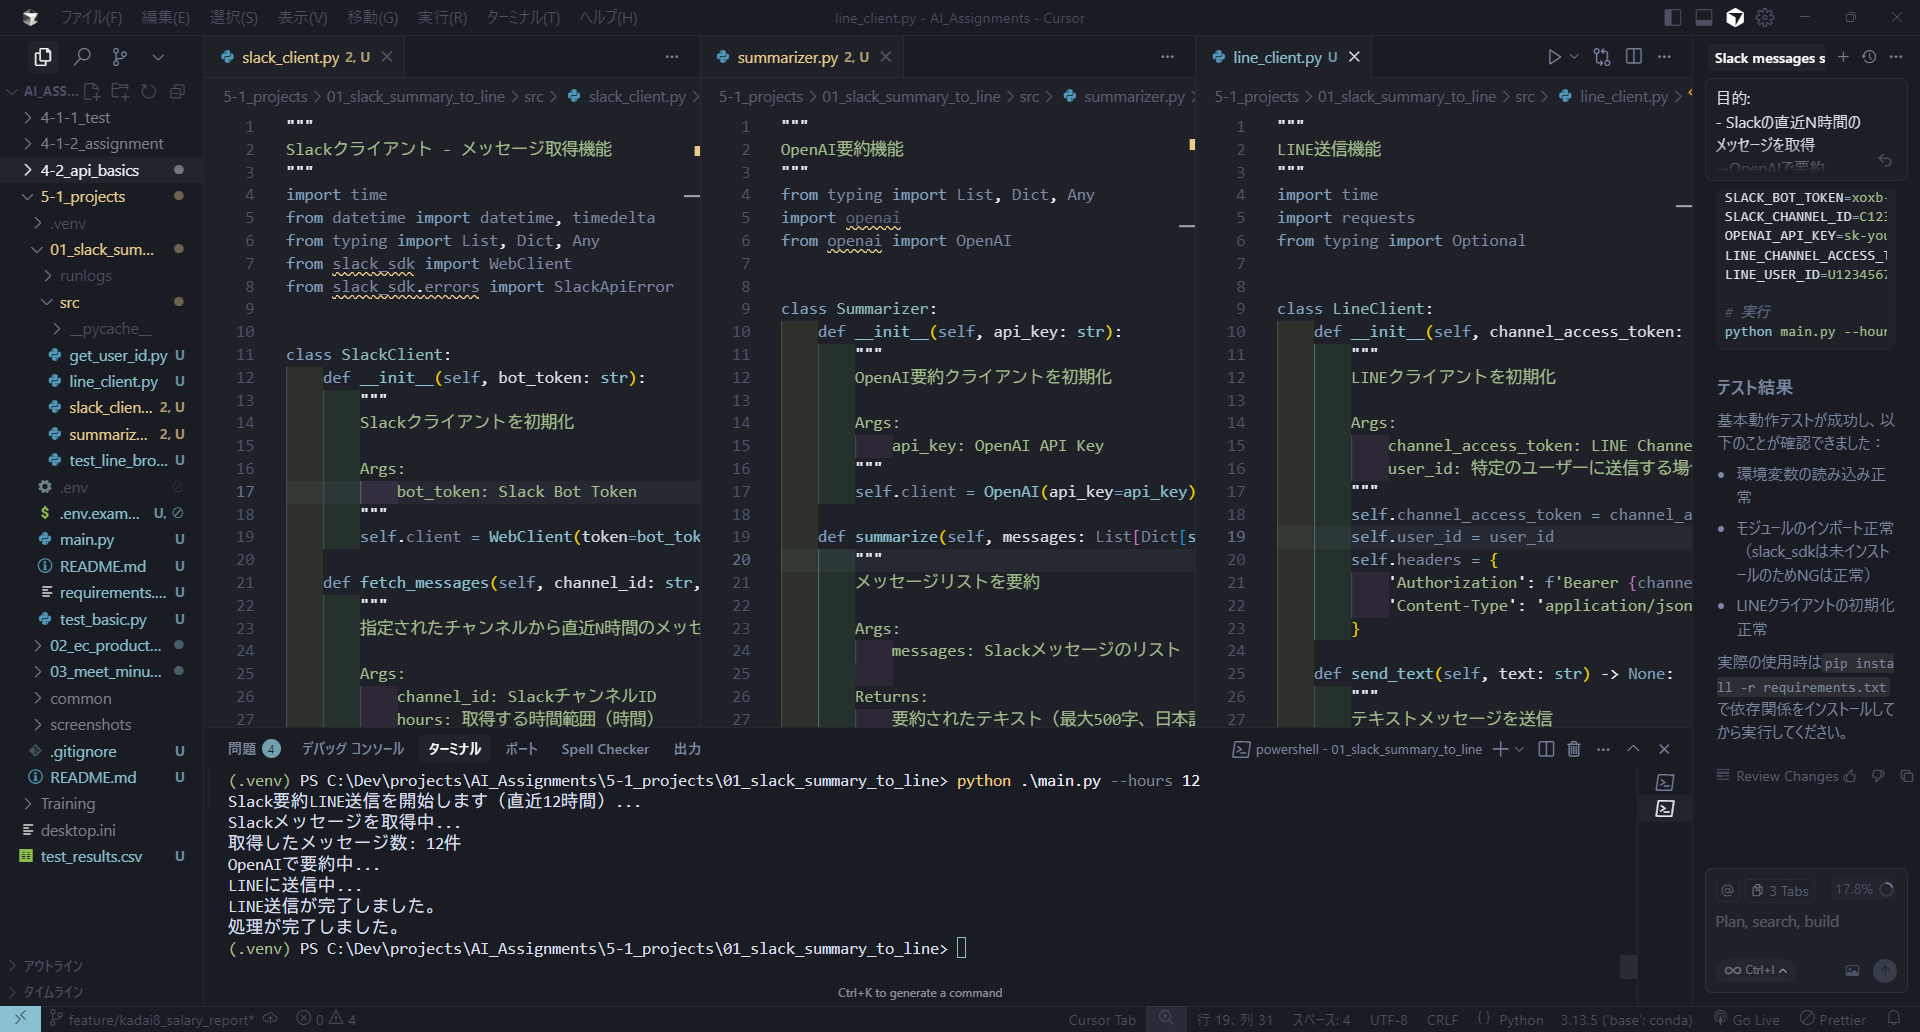 ファイル(F) 編集(E) 選択(S) 表示(V) 移動(G) 実行(R) ターミナル(T) ヘルプ(H)
line_client.py - AI_Assignments - Cursor
AI_ASS...
4-1-1_test
4-1-2_assignment
4-2_api_basics
5-1_projects
.venv
01_slack_sum...
runlogs
src
__pycache__
get_user_id.py U
line_client.py U
slack_clien... 2, U
summariz... 2, U
test_line_bro... U
.env
.env.exam... U,
main.py U
README.md U
requirements.... U
test_basic.py U
02_ec_product...
03_meet_minu...
common
screenshots
.gitignore U
README.md U
Training
desktop.ini
test_results.csv U
アウトライン
タイムライン
slack_client.py 2, U
5-1_projects > 01_slack_summary_to_line > src > slack_client.py >
1 """
2 Slackクライアント - メッセージ取得機能
3 """
4 import time
5 from datetime import datetime, timedelta
6 from typing import List, Dict, Any
7 from slack_sdk import WebClient
8 from slack_sdk.errors import SlackApiError
9
10
11 class SlackClient:
12 def __init__(self, bot_token: str):
13 """
14 Slackクライアントを初期化
15
16 Args:
17 bot_token: Slack Bot Token
18 """
19 self.client = WebClient(token=bot_tok
20
21 def fetch_messages(self, channel_id: str,
22 """
23 指定されたチャンネルから直近N時間のメッセ
24
25 Args:
26 channel_id: SlackチャンネルID
27 hours: 取得する時間範囲（時間）
summarizer.py 2, U
5-1_projects > 01_slack_summary_to_line > src > summarizer.py >
1 """
2 OpenAI要約機能
3 """
4 from typing import List, Dict, Any
5 import openai
6 from openai import OpenAI
7
8
9 class Summarizer:
10 def __init__(self, api_key: str):
11 """
12 OpenAI要約クライアントを初期化
13
14 Args:
15 api_key: OpenAI API Key
16 """
17 self.client = OpenAI(api_key=api_key)
18
19 def summarize(self, messages: List[Dict[s
20 """
21 メッセージリストを要約
22
23 Args:
24 messages: Slackメッセージのリスト
25
26 Returns:
27 要約されたテキスト（最大500字、日本語
line_client.py U
5-1_projects > 01_slack_summary_to_line > src > line_client.py >
1 """
2 LINE送信機能
3 """
4 import time
5 import requests
6 from typing import Optional
7
8
9 class LineClient:
10 def __init__(self, channel_access_token:
11 """
12 LINEクライアントを初期化
13
14 Args:
15 channel_access_token: LINE Channe
16 user_id: 特定のユーザーに送信する場
17 """
18 self.channel_access_token = channel_a
19 self.user_id = user_id
20 self.headers = {
21 'Authorization': f'Bearer {channe
22 'Content-Type': 'application/json
23 }
24
25 def send_text(self, text: str) -> None:
26 """
27 テキストメッセージを送信
問題 4 デバッグ コンソール ターミナル ポート Spell Checker 出力
powershell - 01_slack_summary_to_line
(.venv) PS C:\Dev\projects\AI_Assignments\5-1_projects\01_slack_summary_to_line> python .\main.py --hours 12
Slack要約LINE送信を開始します（直近12時間）...
Slackメッセージを取得中...
取得したメッセージ数: 12件
OpenAIで要約中...
LINEに送信中...
LINE送信が完了しました。
処理が完了しました。
(.venv) PS C:\Dev\projects\AI_Assignments\5-1_projects\01_slack_summary_to_line>
Ctrl+K to generate a command
Slack messages s
目的:
- Slackの直近N時間の
メッセージを取得
→OpenAIで要約
SLACK_BOT_TOKEN=xoxb-
SLACK_CHANNEL_ID=C123
OPENAI_API_KEY=sk-you
LINE_CHANNEL_ACCESS_T
LINE_USER_ID=U1234567
# 実行
python main.py --hour
テスト結果
基本動作テストが成功し、以
下のことが確認できました：
• 環境変数の読み込み正
常
• モジュールのインポート正常
（slack_sdkは未インスト
ールのためNGは正常）
• LINEクライアントの初期化
正常
実際の使用時はpip insta
ll -r requirements.txt
で依存関係をインストールして
から実行してください。
Review Changes
@ 3 Tabs 17.8%
Plan, search, build
∞ Ctrl+I
feature/kadai8_salary_report* 0 4
Cursor Tab 行 19、列 31 スペース: 4 UTF-8 CRLF { } Python 3.13.5 ('base': conda) Go Live Prettier